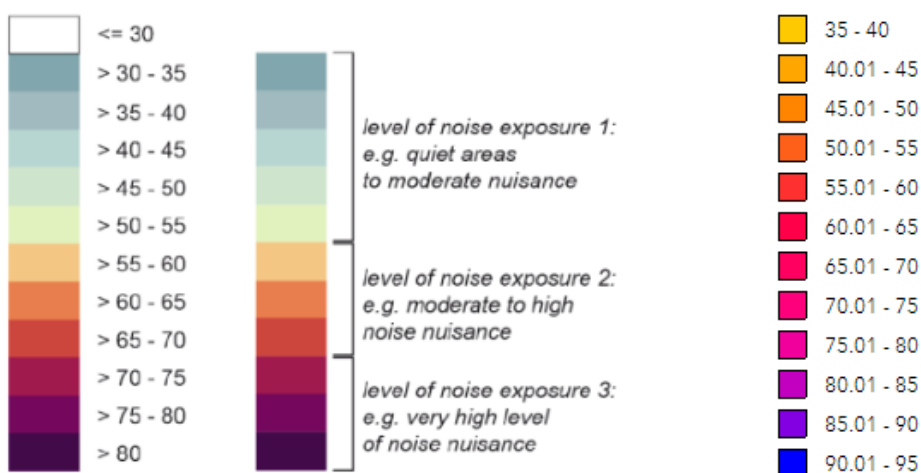 <= 30
> 30 - 35
> 35 - 40
> 40 - 45
> 45 - 50
> 50 - 55
> 55 - 60
> 60 - 65
> 65 - 70
> 70 - 75
> 75 - 80
> 80
level of noise exposure 1:
e.g. quiet areas
to moderate nuisance
level of noise exposure 2:
e.g. moderate to high
noise nuisance
level of noise exposure 3:
e.g. very high level
of noise nuisance
35 - 40
40.01 - 45
45.01 - 50
50.01 - 55
55.01 - 60
60.01 - 65
65.01 - 70
70.01 - 75
75.01 - 80
80.01 - 85
85.01 - 90
90.01 - 95